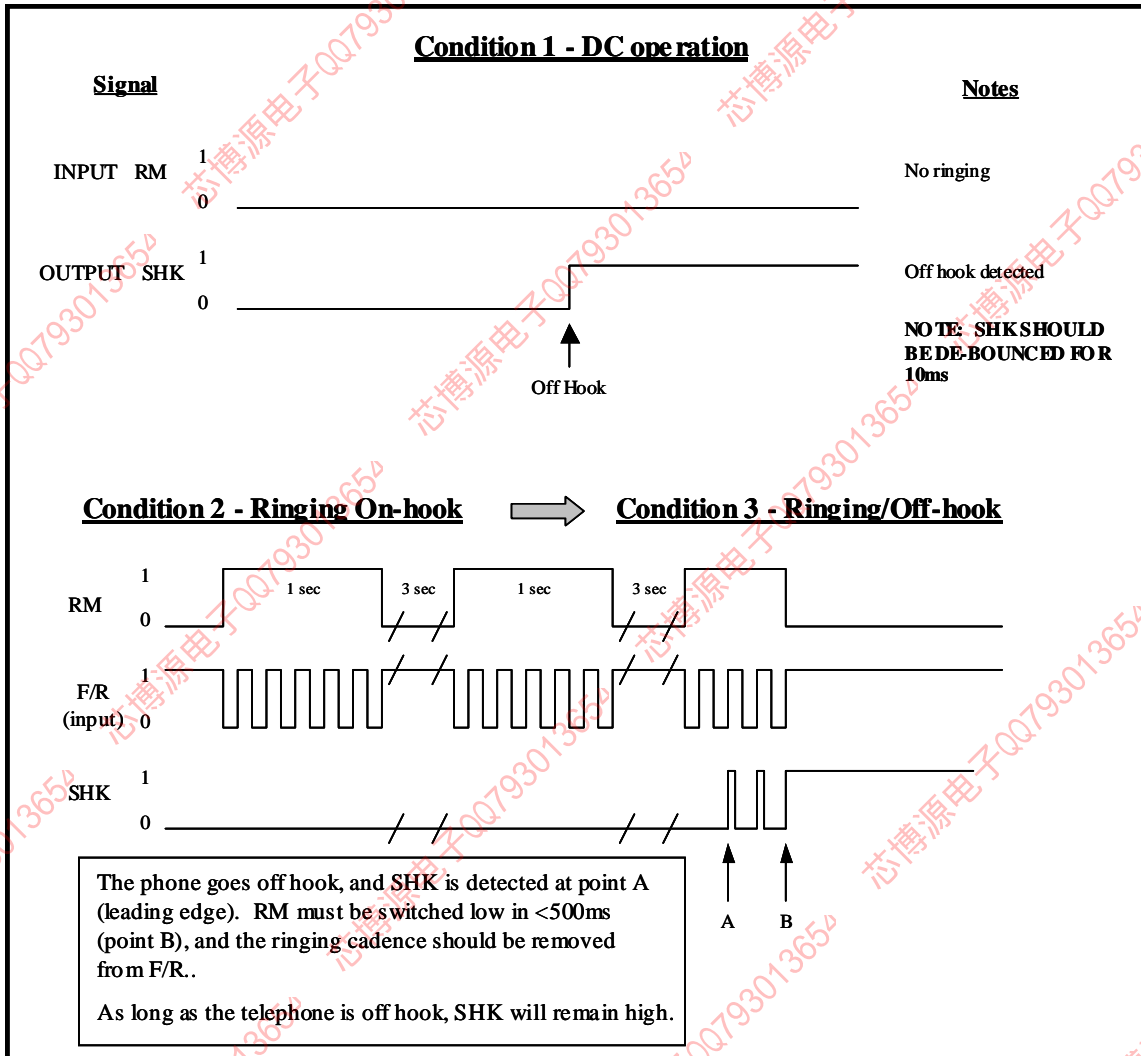 Condition 1 - DC operation
Signal
Notes
INPUT RM
1
0
No ringing
OUTPUT SHK
1
0
Off hook detected
NOTE: SHK SHOULD
BE DE-BOUNCED FOR
10ms
Off Hook
Condition 2 - Ringing On-hook
Condition 3 - Ringing/Off-hook
RM
1
0
1 sec
3 sec
1 sec
3 sec
F/R
(input)
1
0
SHK
1
0
A
B
The phone goes off hook, and SHK is detected at point A
(leading edge). RM must be switched low in <500ms
(point B), and the ringing cadence should be removed
from F/R..
As long as the telephone is off hook, SHK will remain high.
芯博源电子QQ793013654